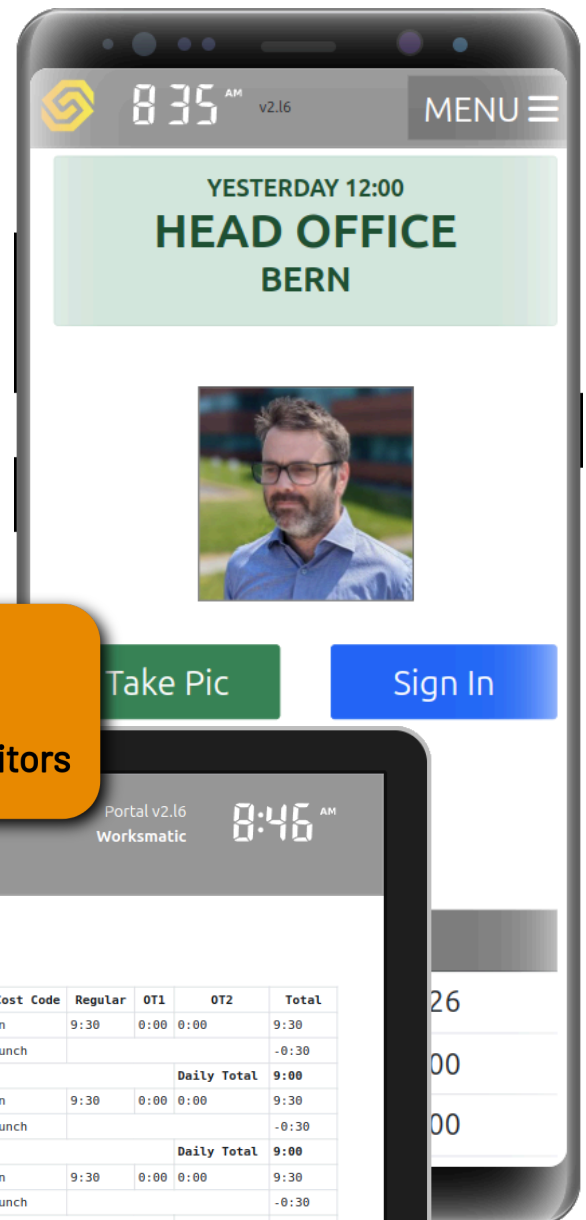 8 35 AM v2.l6 MENU
YESTERDAY 12:00
HEAD OFFICE
BERN
Take Pic Sign In
itors
Portal v2.l6
Worksmatic
8:46 AM
Cost Code Regular OT1 OT2 Total
n 9:30 0:00 0:00 9:30
unch -0:30
Daily Total 9:00
n 9:30 0:00 0:00 9:30
unch -0:30
Daily Total 9:00
n 9:30 0:00 0:00 9:30
unch -0:30
26
00
00